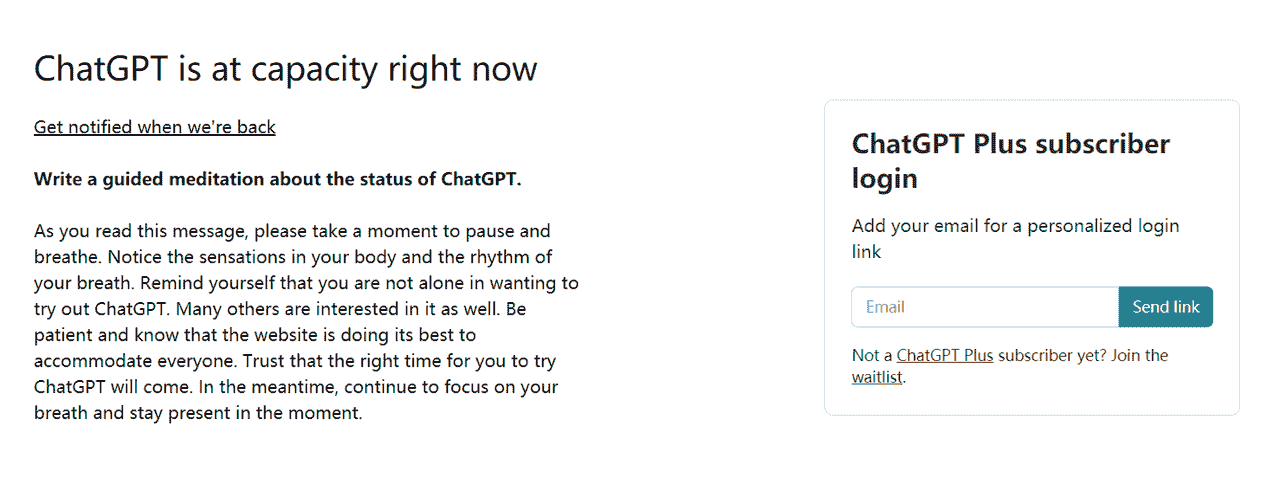 ChatGPT is at capacity right now
Get notified when we're back
Write a guided meditation about the status of ChatGPT.
As you read this message, please take a moment to pause and
breathe. Notice the sensations in your body and the rhythm of
your breath. Remind yourself that you are not alone in wanting to
try out ChatGPT. Many others are interested in it as well. Be
patient and know that the website is doing its best to
accommodate everyone. Trust that the right time for you to try
ChatGPT will come. In the meantime, continue to focus on your
breath and stay present in the moment.
ChatGPT Plus subscriber
login
Add your email for a personalized login
link
Email
Send link
Not a ChatGPT Plus subscriber yet? Join the
waitlist.